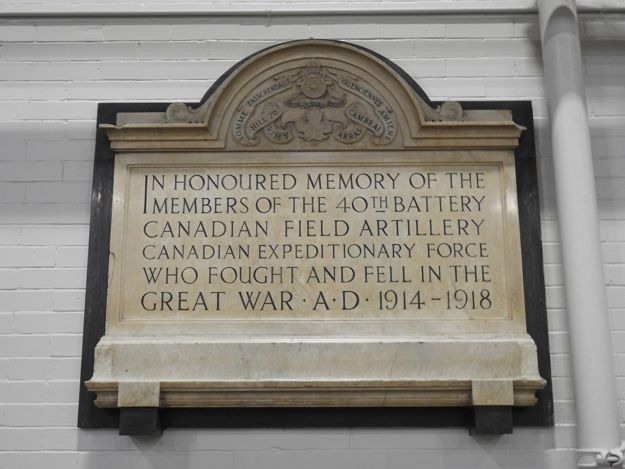 SOMME PASSCHENDAELE VALENCIENNES AMIENS
HILL 70 ARRAS CAMBRAI
IN HONOURED MEMORY OF THE
MEMBERS OF THE 40TH BATTERY
CANADIAN FIELD ARTILLERY
CANADIAN EXPEDITIONARY FORCE
WHO FOUGHT AND FELL IN THE
GREAT WAR · A·D· 1914-1918